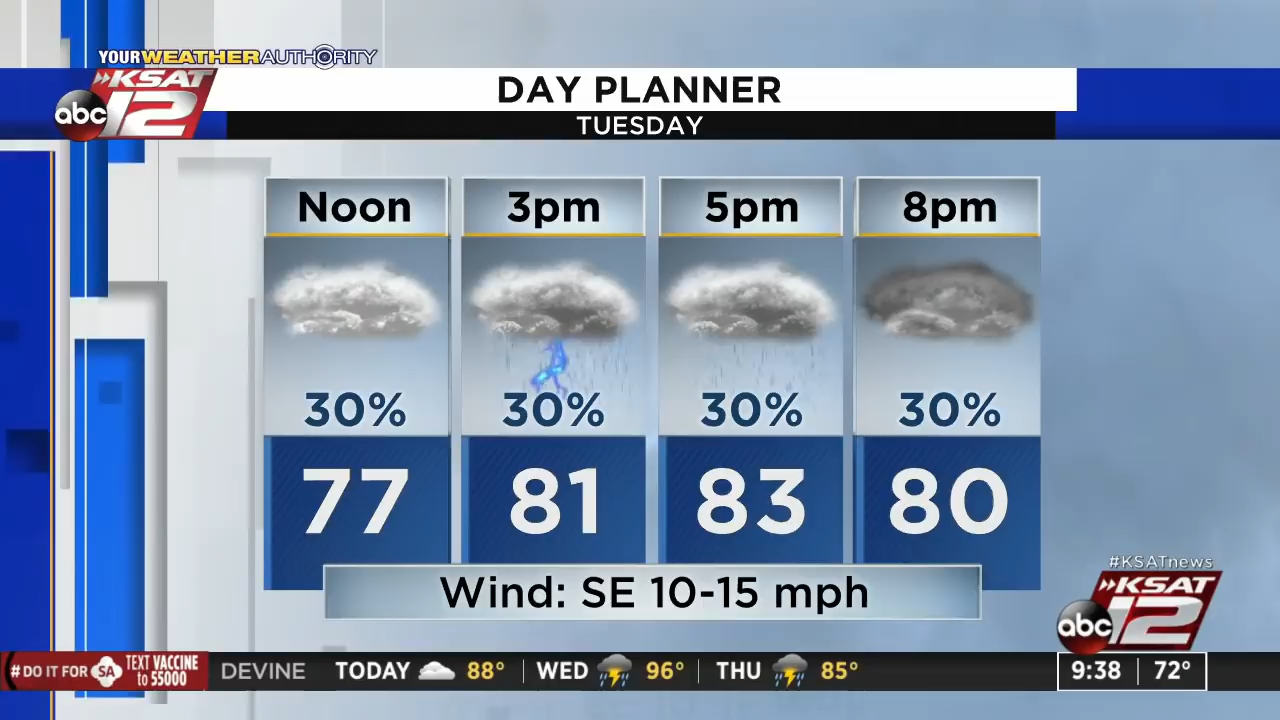 YOURWEATHERAUTHORITY
KSAT
abc 12
DAY PLANNER
TUESDAY
Noon 3pm 5pm 8pm
30% 30% 30% 30%
77 81 83 80
Wind: SE 10-15 mph
#KSATnews
KSAT
abc 12
#DO IT FOR SA TEXT VACCINE to 55000 DEVINE TODAY 88° WED 96° THU 85° 9:38 72°